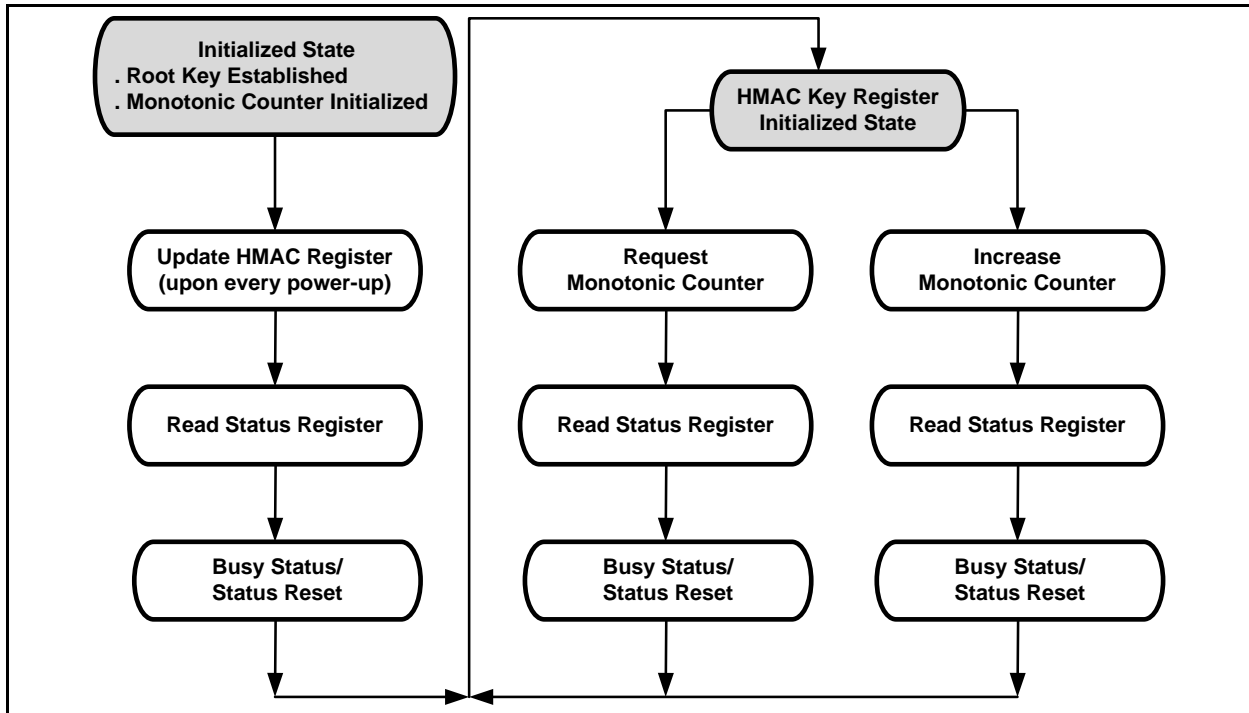 Initialized State
. Root Key Established
. Monotonic Counter Initialized
Update HMAC Register
(upon every power-up)
Read Status Register
Busy Status/
Status Reset
HMAC Key Register
Initialized State
Request
Monotonic Counter
Read Status Register
Busy Status/
Status Reset
Increase
Monotonic Counter
Read Status Register
Busy Status/
Status Reset